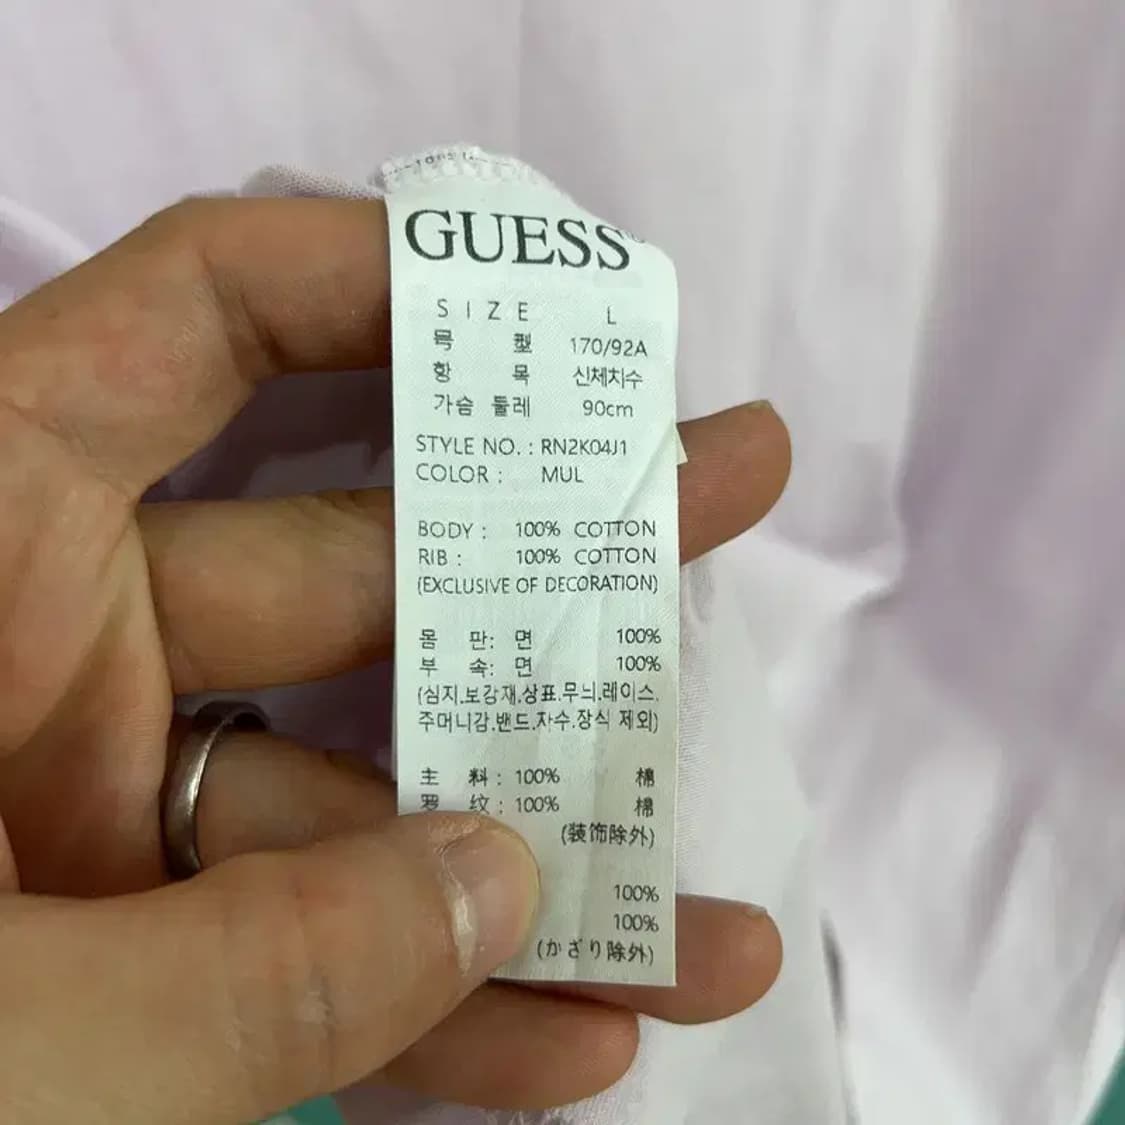 GUESS
SIZE L
号型 170/92A
항목 신체치수
가슴 둘레 90cm
STYLE NO. : RN2K04J1
COLOR : MUL
BODY : 100% COTTON
RIB : 100% COTTON
(EXCLUSIVE OF DECORATION)
몸 판: 면 100%
부 속: 면 100%
(심지.보강재.상표.무늬.레이스.
주머니감.밴드.자수.장식 제외)
主 料 : 100% 棉
罗 纹 : 100% 棉
(装饰除外)
100%
100%
(かざり除外)